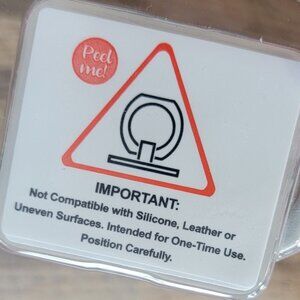 Peel
me!
IMPORTANT:
Not Compatible with Silicone, Leather or
Uneven Surfaces. Intended for One-Time Use.
Position Carefully.